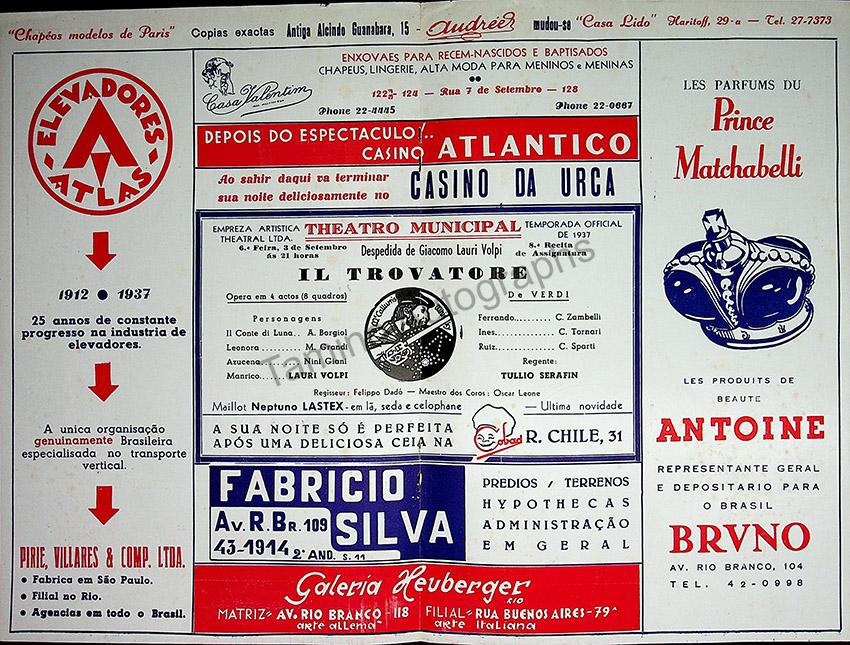 "Chapéos modelos de Paris" Copias exactas Antiga Alcindo Guanabara, 15 - Andrée mudou-se "Casa Lido" Haritoff, 29-a — Tel. 27-7373
ELEVADORES
ATLAS
1912 ● 1937
25 annos de constante
progresso na industria de
elevadores.
A unica organisação
genuinamente Brasileira
especialisada no transporte
vertical.
PIRIE, VILLARES & COMP. LTDA.
● Fabrica em São Paulo.
● Filial no Rio.
● Agencias em todo o Brasil.
Casa Valentim
ENXOVAES PARA RECEM-NASCIDOS E BAPTISADOS
CHAPEUS, LINGERIE, ALTA MODA PARA MENINOS e MENINAS
— 124 — Rua 7 de Setembro — 128
Phone 22-4445 Phone 22-0667
DEPOIS DO ESPECTACULO...
CASINO ATLANTICO
Ao sahir daqui va terminar
sua noite deliciosamente no CASINO DA URCA
EMPREZA ARTISTICA
THEATRAL LTDA.
THEATRO MUNICIPAL
TEMPORADA OFFICIAL
DE 1937
6.ª Feira, 3 de Setembro
ás 21 horas
Despedida de Giacomo Lauri Volpi
8.ª Recita
de Assignatura
IL TROVATORE
Opera em 4 actos (8 quadros) De VERDI
Personagens
Il Conte di Luna.. A. Borgiol
Leonora......... M. Grandi
Azucena......... Nini Giani
Manrico......... LAURI VOLPI
Ferrando...... C. Zambelli
Ines......... C. Tornari
Ruiz......... C. Sparti
Regente:
TULLIO SERAFIN
Regisseur: Felippo Dadó — Maestro dos Coros: Oscar Leone
Maillot Neptuno LASTEX - em lã, seda e celophane — Ultima novidade
A SUA NOITE SÓ É PERFEITA
APÓS UMA DELICIOSA CEIA NA
R. CHILE, 31
FABRICIO
SILVA
Av. R. Br. 109
43-1914 2º AND. S. 11
PREDIOS / TERRENOS
HYPOTHECAS
ADMINISTRAÇÃO
EM GERAL
Galeria Heuberger
RIO
MATRIZ= AV. RIO BRANCO - 118 FILIAL= RUA BUENOS AIRES - 79ª
arte allemã arte italiana
LES PARFUMS DU
Prince
Matchabelli
LES PRODUITS DE
BEAUTE
ANTOINE
REPRESENTANTE GERAL
E DEPOSITARIO PARA
O BRASIL
BRVNO
AV. RIO BRANCO, 104
TEL. 42-0998